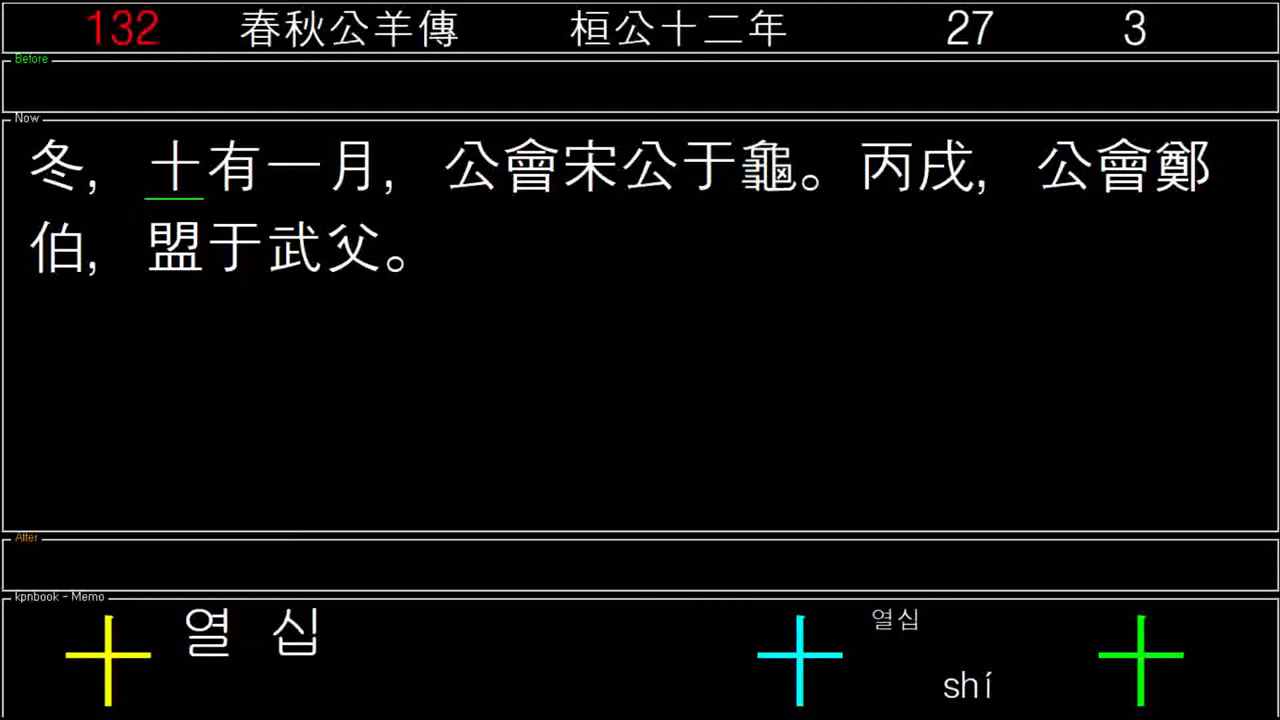 132 春秋公羊傳 桓公十二年 27 3
Before
Now
冬, 十有一月, 公會宋公于龜。丙戌, 公會鄭
伯, 盟于武父。
After
kpnbook - Memo
十 열 십 十 열십 shí 十